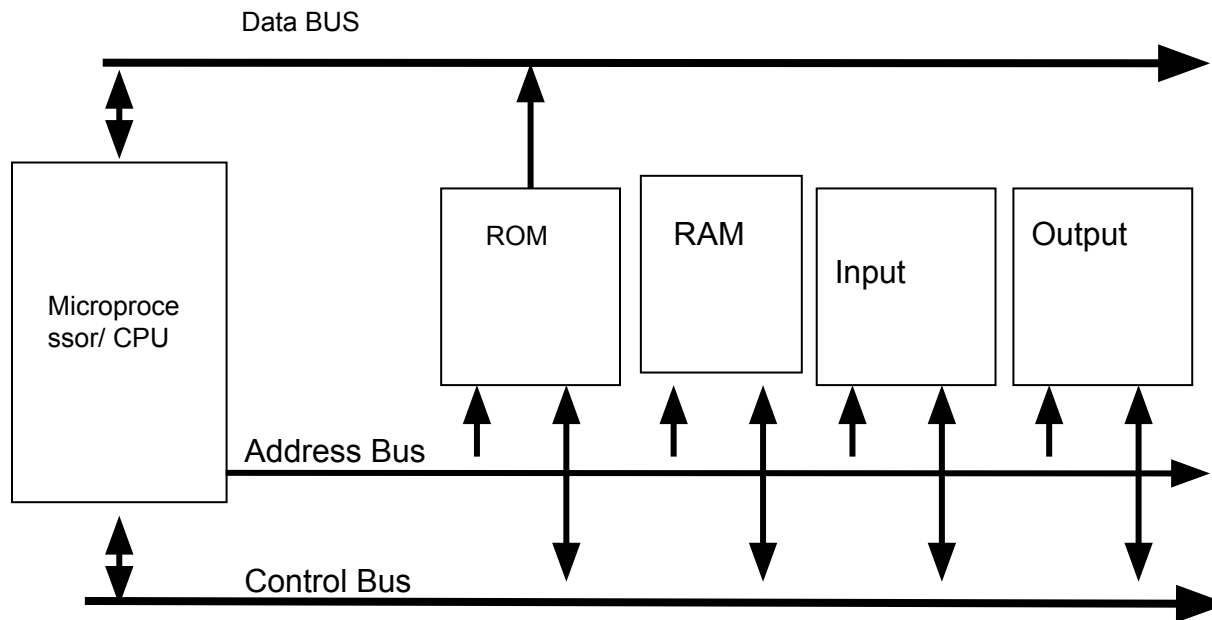 Data BUS
ROM
RAM
Output
Input
Microproce
ssor/ CPU
Address Bus
Control Bus